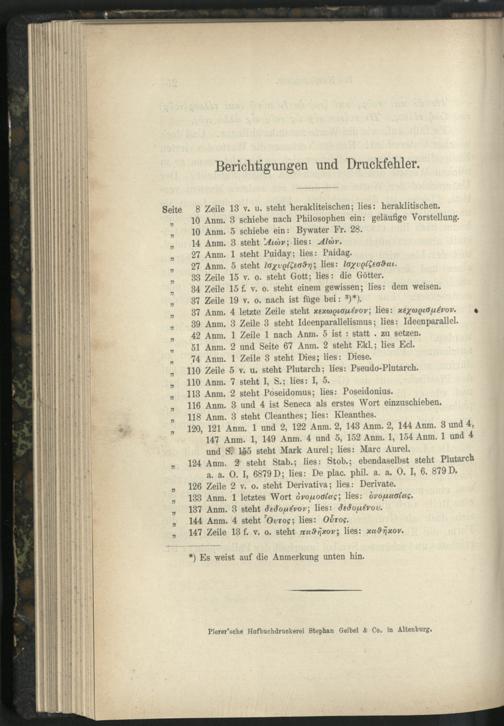 Berichtigungen und Druckfehler.
Seite 8 Zeile 13 v. u. steht herakliteischen; lies: heraklitischen.
„ 10 Anm. 3 schiebe nach Philosophen ein: geläufige Vorstellung.
„ 10 Anm. 5 schiebe ein: Bywater Fr. 28.
„ 14 Anm. 3 steht Ἀιών; lies: Αἰών.
„ 27 Anm. 1 steht Puiday; lies: Paidag.
„ 27 Anm. 5 steht ἰσχυρίζεσθη; lies: ἰσχυρίζεσθαι.
„ 33 Zeile 15 v. o. steht Gott; lies: die Götter.
„ 34 Zeile 15 f. v. o. steht einem gewissen; lies: dem weisen.
„ 37 Zeile 19 v. o. nach ist füge bei: ³)*).
„ 37 Anm. 4 letzte Zeile steht κεκωρισμένον; lies: κεχωρισμένον.
„ 39 Anm. 3 Zeile 3 steht Ideenparallelismus; lies: Ideenparallel.
„ 42 Anm. 1 Zeile 1 nach Anm. 5 ist : statt . zu setzen.
„ 51 Anm. 2 und Seite 67 Anm. 2 steht Ekl.; lies Ecl.
„ 74 Anm. 1 Zeile 3 steht Dies; lies: Diese.
„ 110 Zeile 5 v. u. steht Plutarch; lies: Pseudo-Plutarch.
„ 110 Anm. 7 steht I, S.; lies: I, 5.
„ 113 Anm. 2 steht Poseidomus; lies: Poseidonius.
„ 116 Anm. 3 und 4 ist Seneca als erstes Wort einzuschieben.
„ 118 Anm. 3 steht Cleanthes; lies: Kleanthes.
„ 120, 121 Anm. 1 und 2, 122 Anm. 2, 143 Anm. 2, 144 Anm. 3 und 4,
147 Anm. 1, 149 Anm. 4 und 5, 152 Anm. 1, 154 Anm. 1 und 4
und S. 155 steht Mark Aurel; lies: Marc Aurel.
„ 124 Anm. 2 steht Stab.; lies: Stob.; ebendaselbst steht Plutarch
a. a. O. I, 6879 D; lies: De plac. phil. a. a. O. I, 6. 879 D.
„ 126 Zeile 2 v. o. steht Derivativa; lies: Derivate.
„ 133 Anm. 1 letztes Wort ὀνομοσίας; lies: ὀνομασίας.
„ 137 Anm. 3 steht δεδομένον; lies: δεδομένου.
„ 144 Anm. 4 steht Ὁυτος; lies: Οὗτος.
„ 147 Zeile 13 f. v. o. steht παθῆκον; lies: καθῆκον.
*) Es weist auf die Anmerkung unten hin.
Pierer'sche Hofbuchdruckerei Stephan Geibel & Co. in Altenburg.